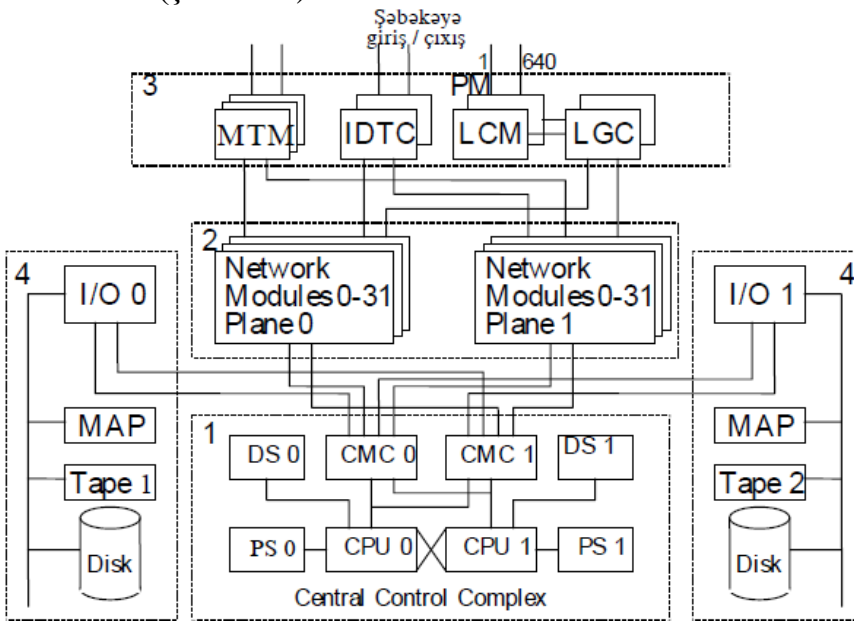 Şəbəkəyə
giriş / çıxış
1
640
3
PM
MTM
IDTC
LCM
LGC
2
Network
Modules 0-31
Plane 0
Network
Modules 0-31
Plane 1
4
I/O 0
MAP
Tape 1
Disk
4
I/O 1
MAP
Tape 2
Disk
1
DS 0
CMC 0
CMC 1
DS 1
PS 0
CPU 0
CPU 1
PS 1
Central Control Complex